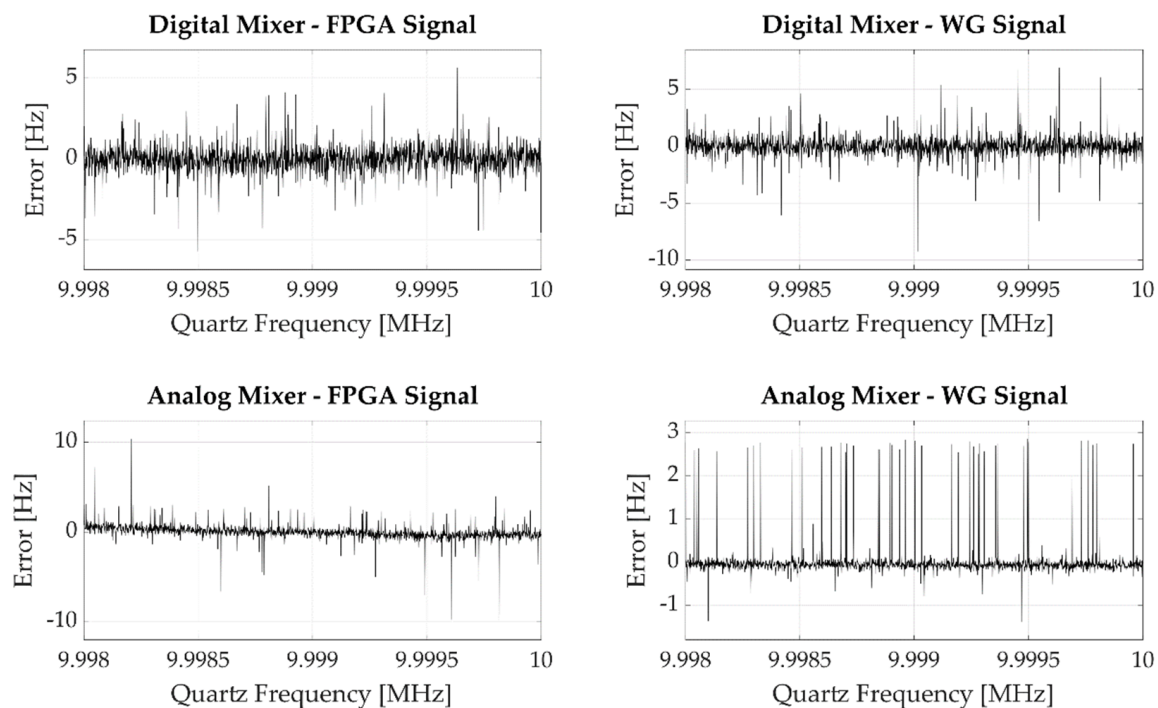 Digital Mixer - FPGA Signal
5
0
-5
Error [Hz]
9.998 9.9985 9.999 9.9995 10
Quartz Frequency [MHz]
Digital Mixer - WG Signal
5
0
-5
-10
Error [Hz]
9.998 9.9985 9.999 9.9995 10
Quartz Frequency [MHz]
Analog Mixer - FPGA Signal
10
0
-10
Error [Hz]
9.998 9.9985 9.999 9.9995 10
Quartz Frequency [MHz]
Analog Mixer - WG Signal
3
2
1
0
-1
Error [Hz]
9.998 9.9985 9.999 9.9995 10
Quartz Frequency [MHz]